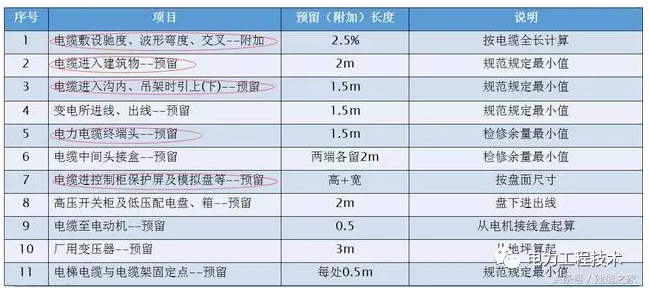 序号 项目 预留（附加）长度 说明
1 电缆敷设驰度、波形弯度、交叉--附加 2.5% 按电缆全长计算
2 电缆进入建筑物--预留 2m 规范规定最小值
3 电缆进入沟内、吊架时引上(下)--预留 1.5m 规范规定最小值
4 变电所进线、出线--预留 1.5m 规范规定最小值
5 电力电缆终端头--预留 1.5m 检修余量最小值
6 电缆中间头接盒--预留 两端各留2m 检修余量最小值
7 电缆进控制柜保护屏及模拟盘等--预留 高+宽 按盘面尺寸
8 高压开关柜及低压配电盘、箱--预留 2m 盘下进出线
9 电缆至电动机--预留 0.5 从电机接线盒起算
10 厂用变压器--预留 3m 从地坪算起
11 电梯电缆与电缆架固定点--预留 每处0.5m 规范规定最小值
电力工程技术
头条号